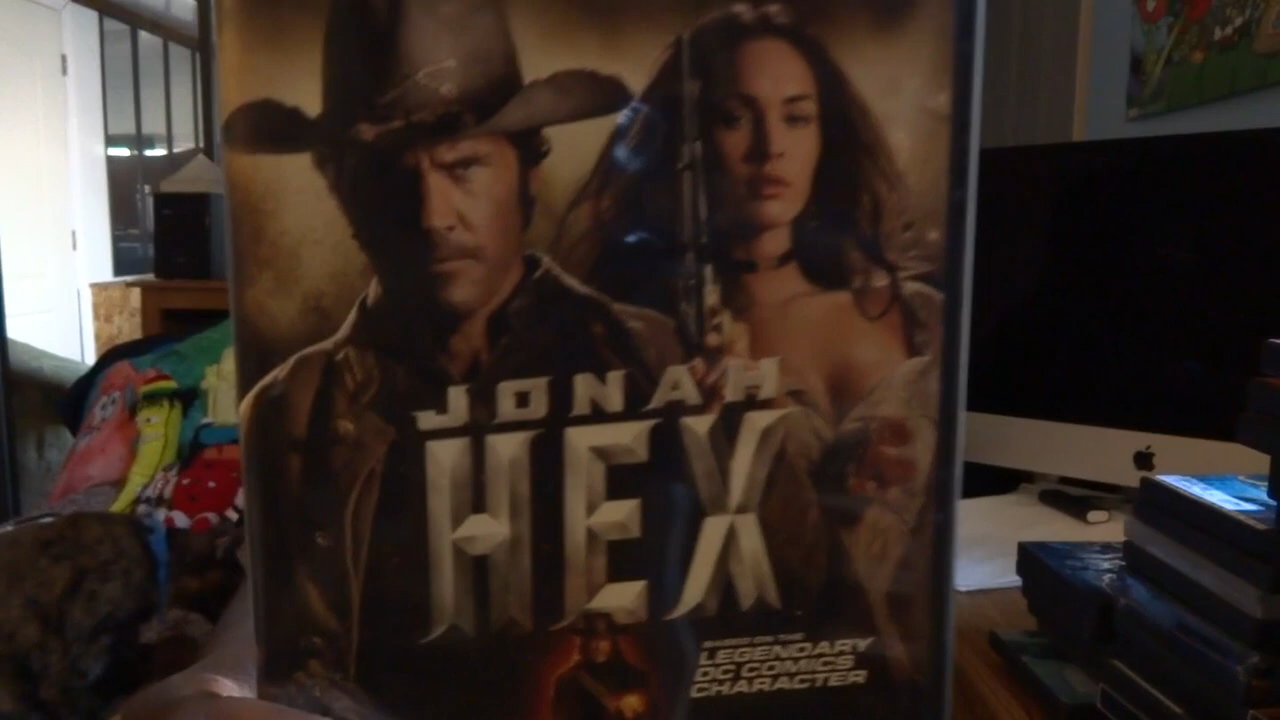 JONAH
HEX
BASED ON THE
LEGENDARY
DC COMICS
CHARACTER